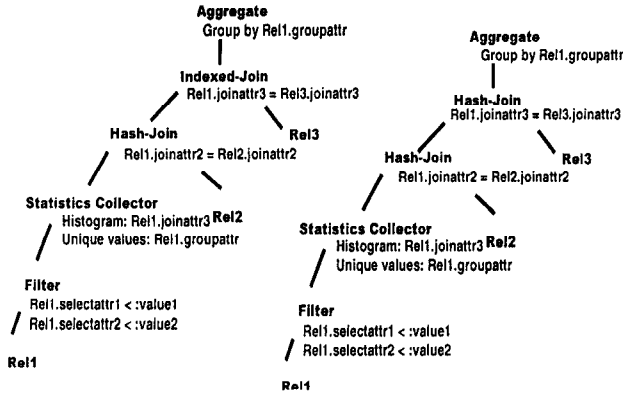 Aggregate
Group by Rel1.groupattr
Indexed-Join
Rel1.joinattr3 = Rel3.joinattr3
Rel3
Hash-Join
Rel1.joinattr2 = Rel2.joinattr2
Rel2
Statistics Collector
Histogram: Rel1.joinattr3
Unique values: Rel1.groupattr
Filter
Rel1.selectattr1 < :value1
Rel1.selectattr2 < :value2
Rel1
Aggregate
Group by Rel1.groupattr
Hash-Join
Rel1.joinattr3 = Rel3.joinattr3
Rel3
Hash-Join
Rel1.joinattr2 = Rel2.joinattr2
Rel2
Statistics Collector
Histogram: Rel1.joinattr3
Unique values: Rel1.groupattr
Filter
Rel1.selectattr1 < :value1
Rel1.selectattr2 < :value2
Rel1